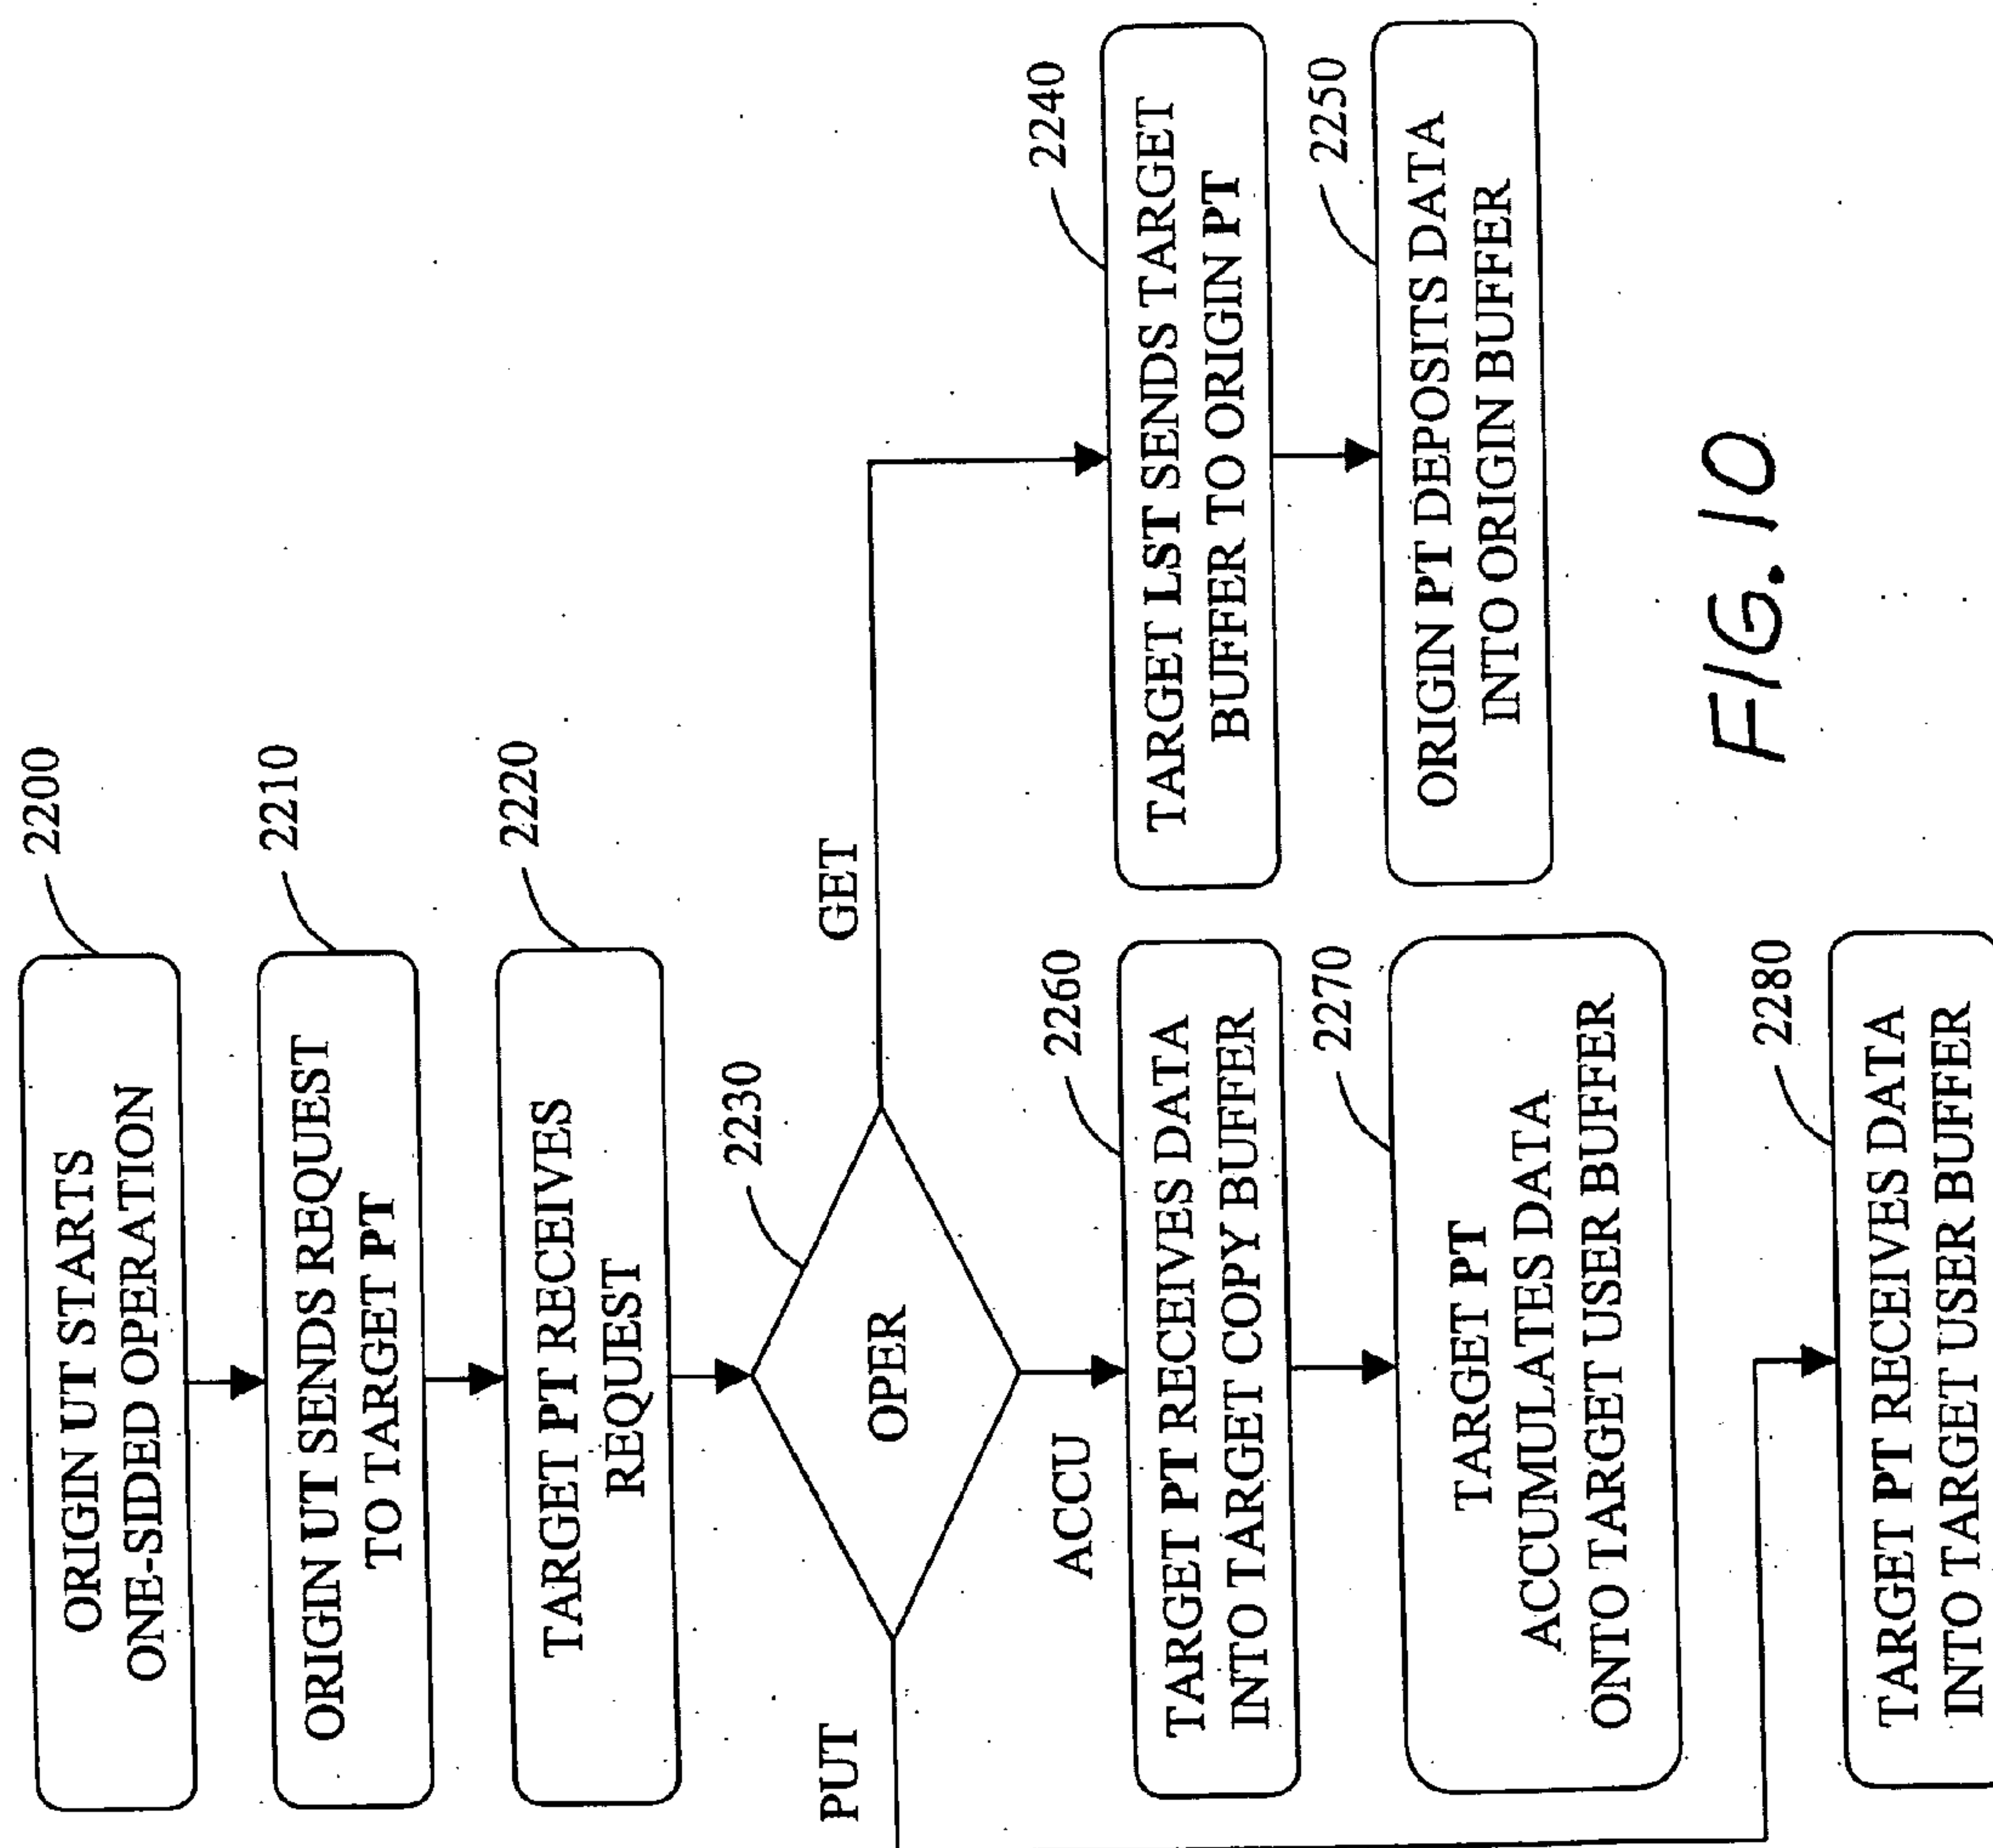 2200
ORIGIN UT STARTS
ONE-SIDED OPERATION
2210
ORIGIN UT SENDS REQUEST
TO TARGET PT
2220
TARGET PT RECEIVES
REQUEST
2230
OPER
PUT
ACCU
GET
2240
TARGET LST SENDS TARGET
BUFFER TO ORIGIN PT
2250
ORIGIN PT DEPOSITS DATA
INTO ORIGIN BUFFER
2260
TARGET PT RECEIVES DATA
INTO TARGET COPY BUFFER
2270
TARGET PT
ACCUMULATES DATA
ONTO TARGET USER BUFFER
2280
TARGET PT RECEIVES DATA
INTO TARGET USER BUFFER
FIG. 10